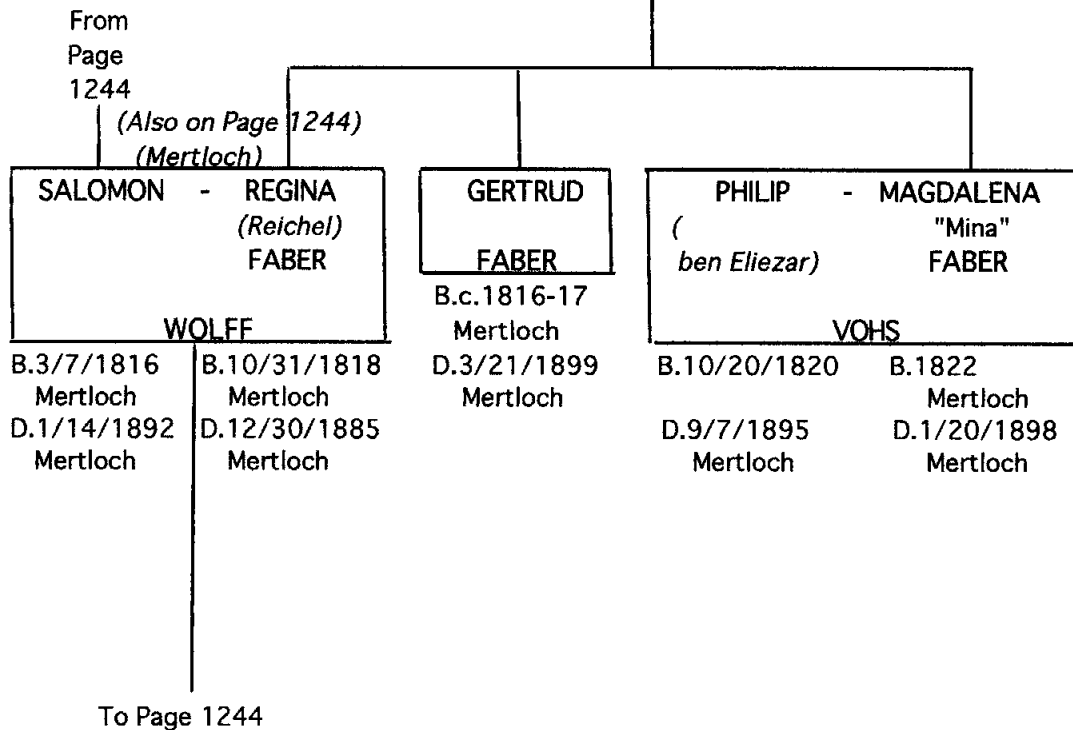 From
Page
1244
(Also on Page 1244)
(Mertloch)
SALOMON - REGINA
(Reichel)
FABER
WOLFF
B.3/7/1816 B.10/31/1818
Mertloch Mertloch
D.1/14/1892 D.12/30/1885
Mertloch Mertloch
GERTRUD
FABER
B.c.1816-17
Mertloch
D.3/21/1899
Mertloch
PHILIP - MAGDALENA
( "Mina"
ben Eliezar) FABER
VOHS
B.10/20/1820 B.1822
Mertloch
D.9/7/1895 D.1/20/1898
Mertloch Mertloch
To Page 1244